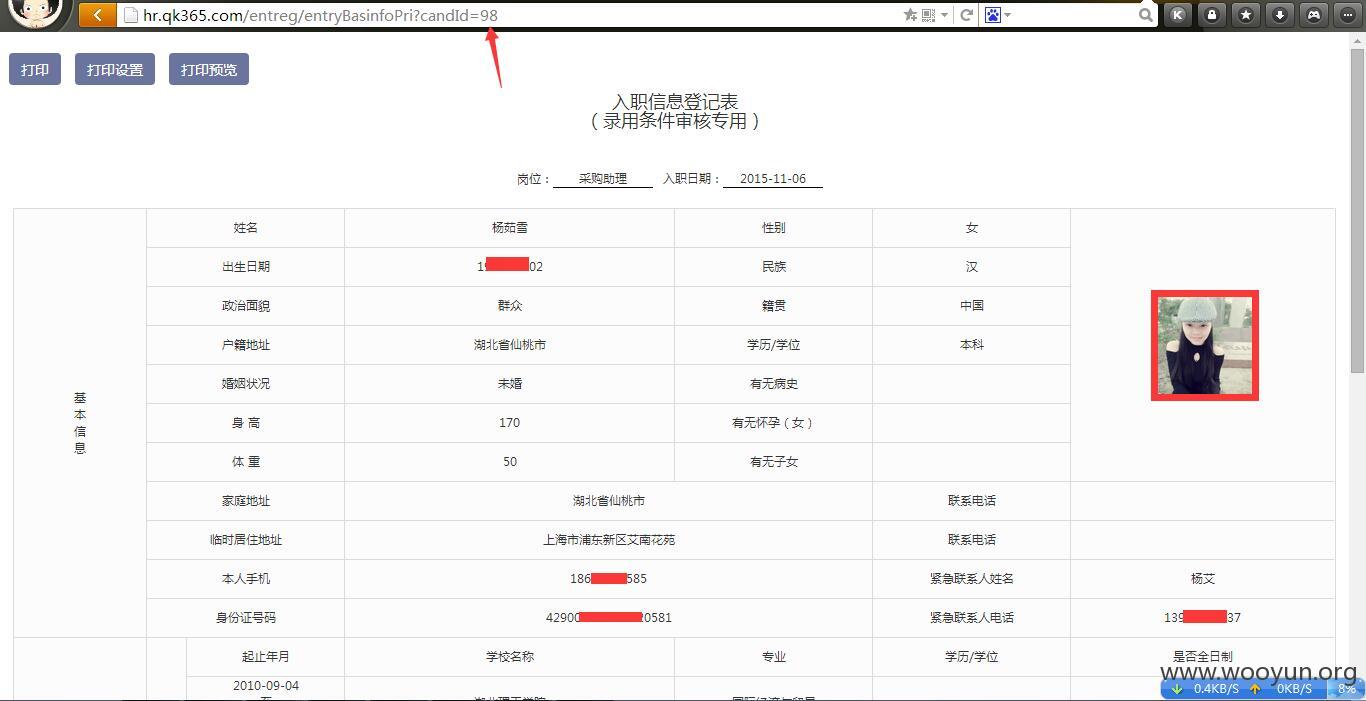 hr.qk365.com/entreg/entryBasinfoPri?candId=98
打印 打印设置 打印预览
入职信息登记表
（录用条件审核专用）
岗位： 采购助理 入职日期： 2015-11-06
姓名 杨茹雪 性别 女
出生日期 19 02 民族 汉
政治面貌 群众 籍贯 中国
户籍地址 湖北省仙桃市 学历/学位 本科
婚姻状况 未婚 有无病史
基本信息
身 高 170 有无怀孕（女）
体 重 50 有无子女
家庭地址 湖北省仙桃市 联系电话
临时居住地址 上海市浦东新区艾南花苑 联系电话
本人手机 186 585 紧急联系人姓名 杨艾
身份证号码 42900 0581 紧急联系人电话 139 37
起止年月 学校名称 专业 学历/学位 是否全日制
2010-09-04
www.wooyun.org
0.4KB/S 0KB/S 8%